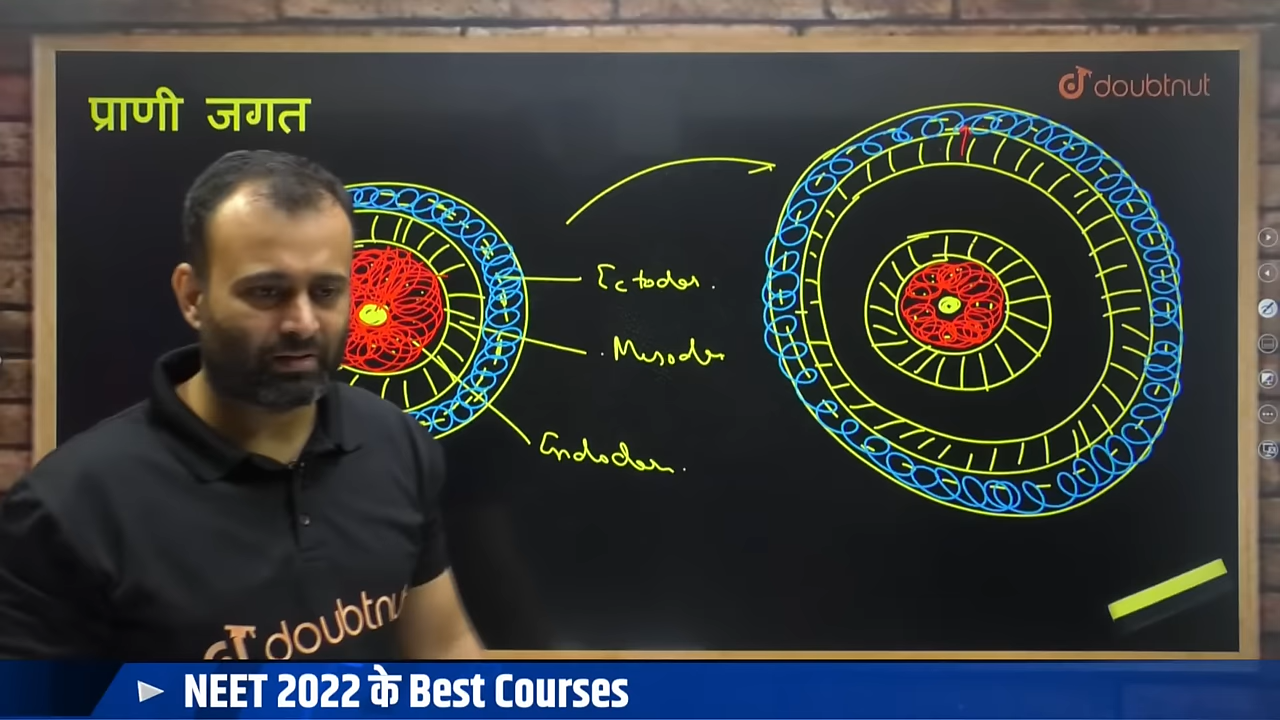 प्राणी जगत
doubtnut
Ectoder.
Mesoder
Endoder.
doubtnut
NEET 2022 के Best Courses